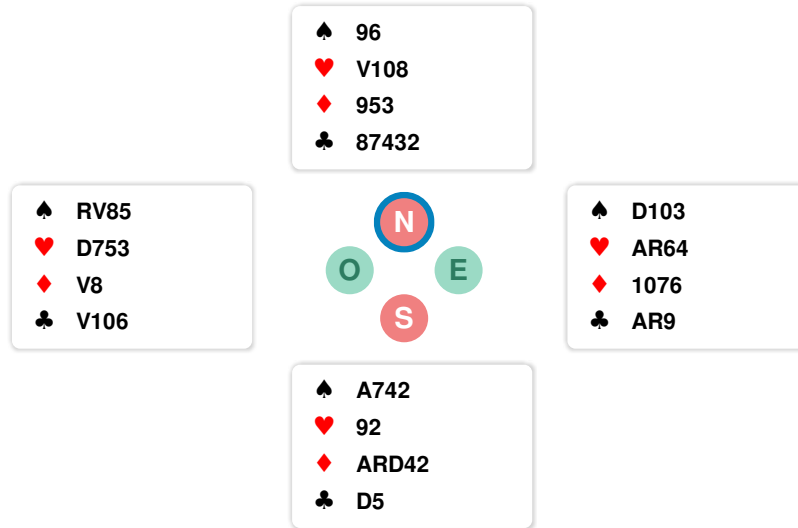 ♠ 96
♥ V108
♦ 953
♣ 87432
♠ RV85
♥ D753
♦ V8
♣ V106
N
O E
S
♠ D103
♥ AR64
♦ 1076
♣ AR9
♠ A742
♥ 92
♦ ARD42
♣ D5